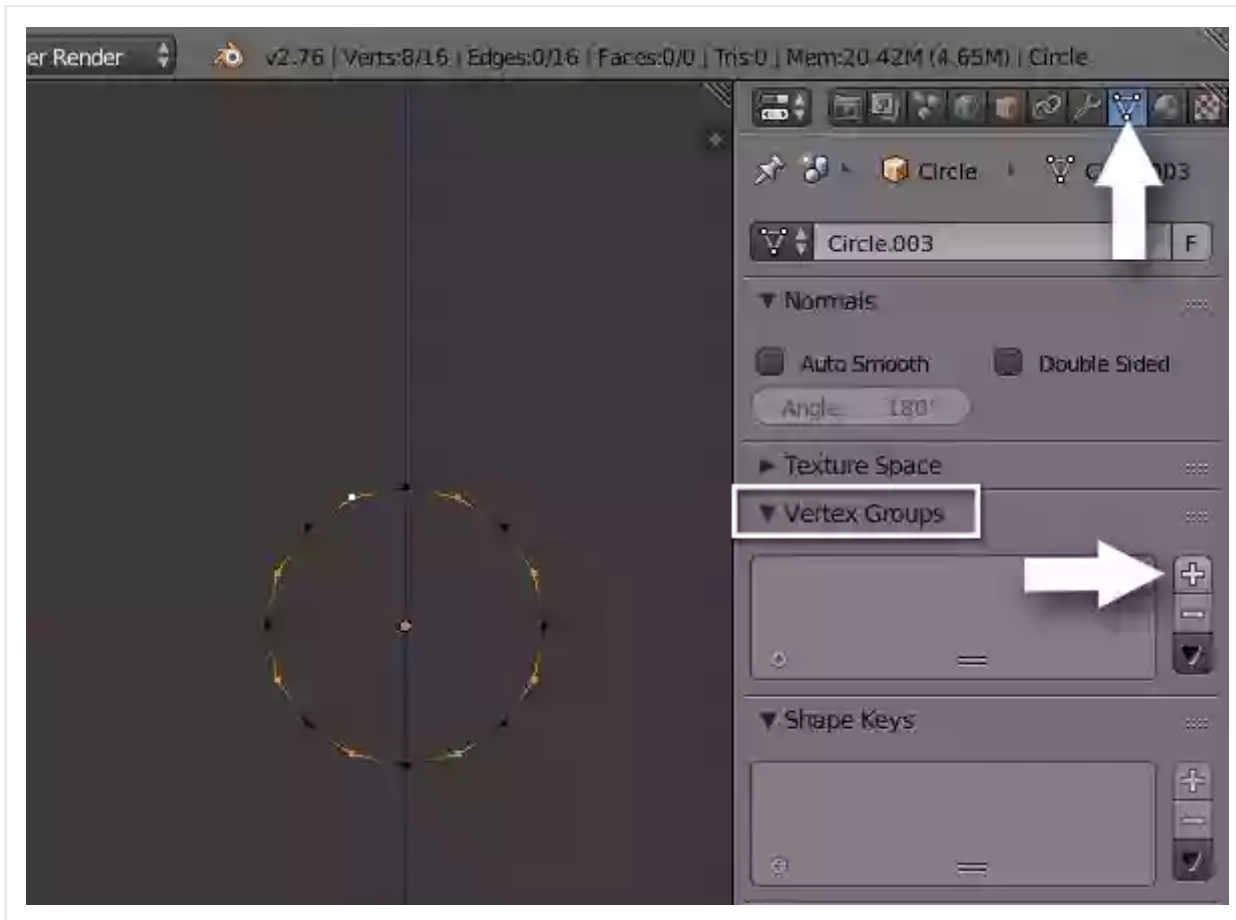 er Render v2.76 | Verts:8/16 | Edges:0/16 | Faces:0/0 | Tris:0 | Mem:20.42M (4.65M) | Circle
Circle
Circle.003 F
Normals
Auto Smooth Double Sided
Angle: 180°
Texture Space
Vertex Groups
Shape Keys